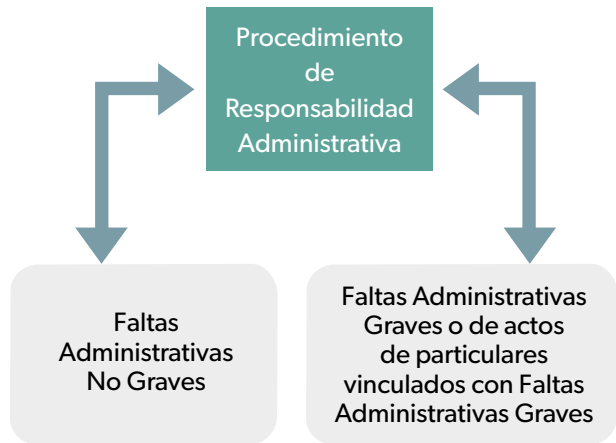 Procedimiento
de
Responsabilidad
Administrativa
Faltas
Administrativas
No Graves
Faltas Administrativas
Graves o de actos
de particulares
vinculados con Faltas
Administrativas Graves